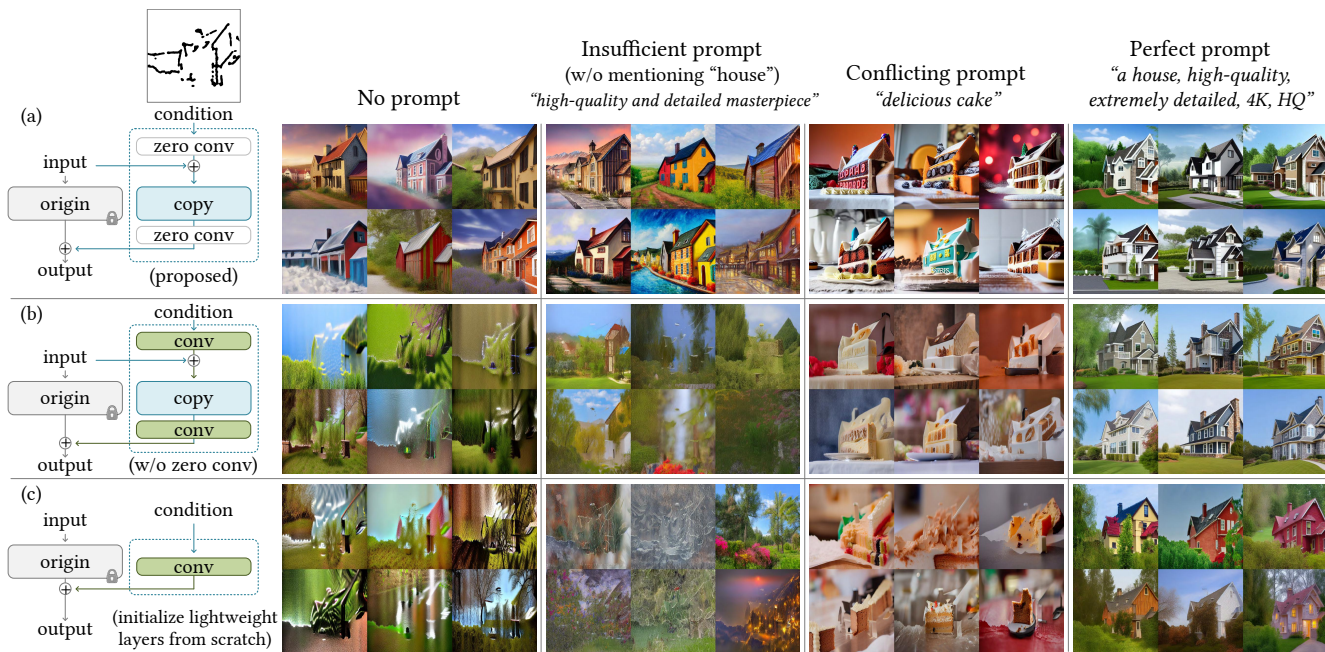 No prompt
Insufficient prompt
(w/o mentioning “house”)
“high-quality and detailed masterpiece”
Conflicting prompt
“delicious cake”
Perfect prompt
“a house, high-quality,
extremely detailed, 4K, HQ”
(a)
condition
zero conv
input
origin
copy
zero conv
output
(proposed)
(b)
condition
conv
input
origin
copy
conv
output
(w/o zero conv)
(c)
input
condition
origin
conv
output
(initialize lightweight
layers from scratch)